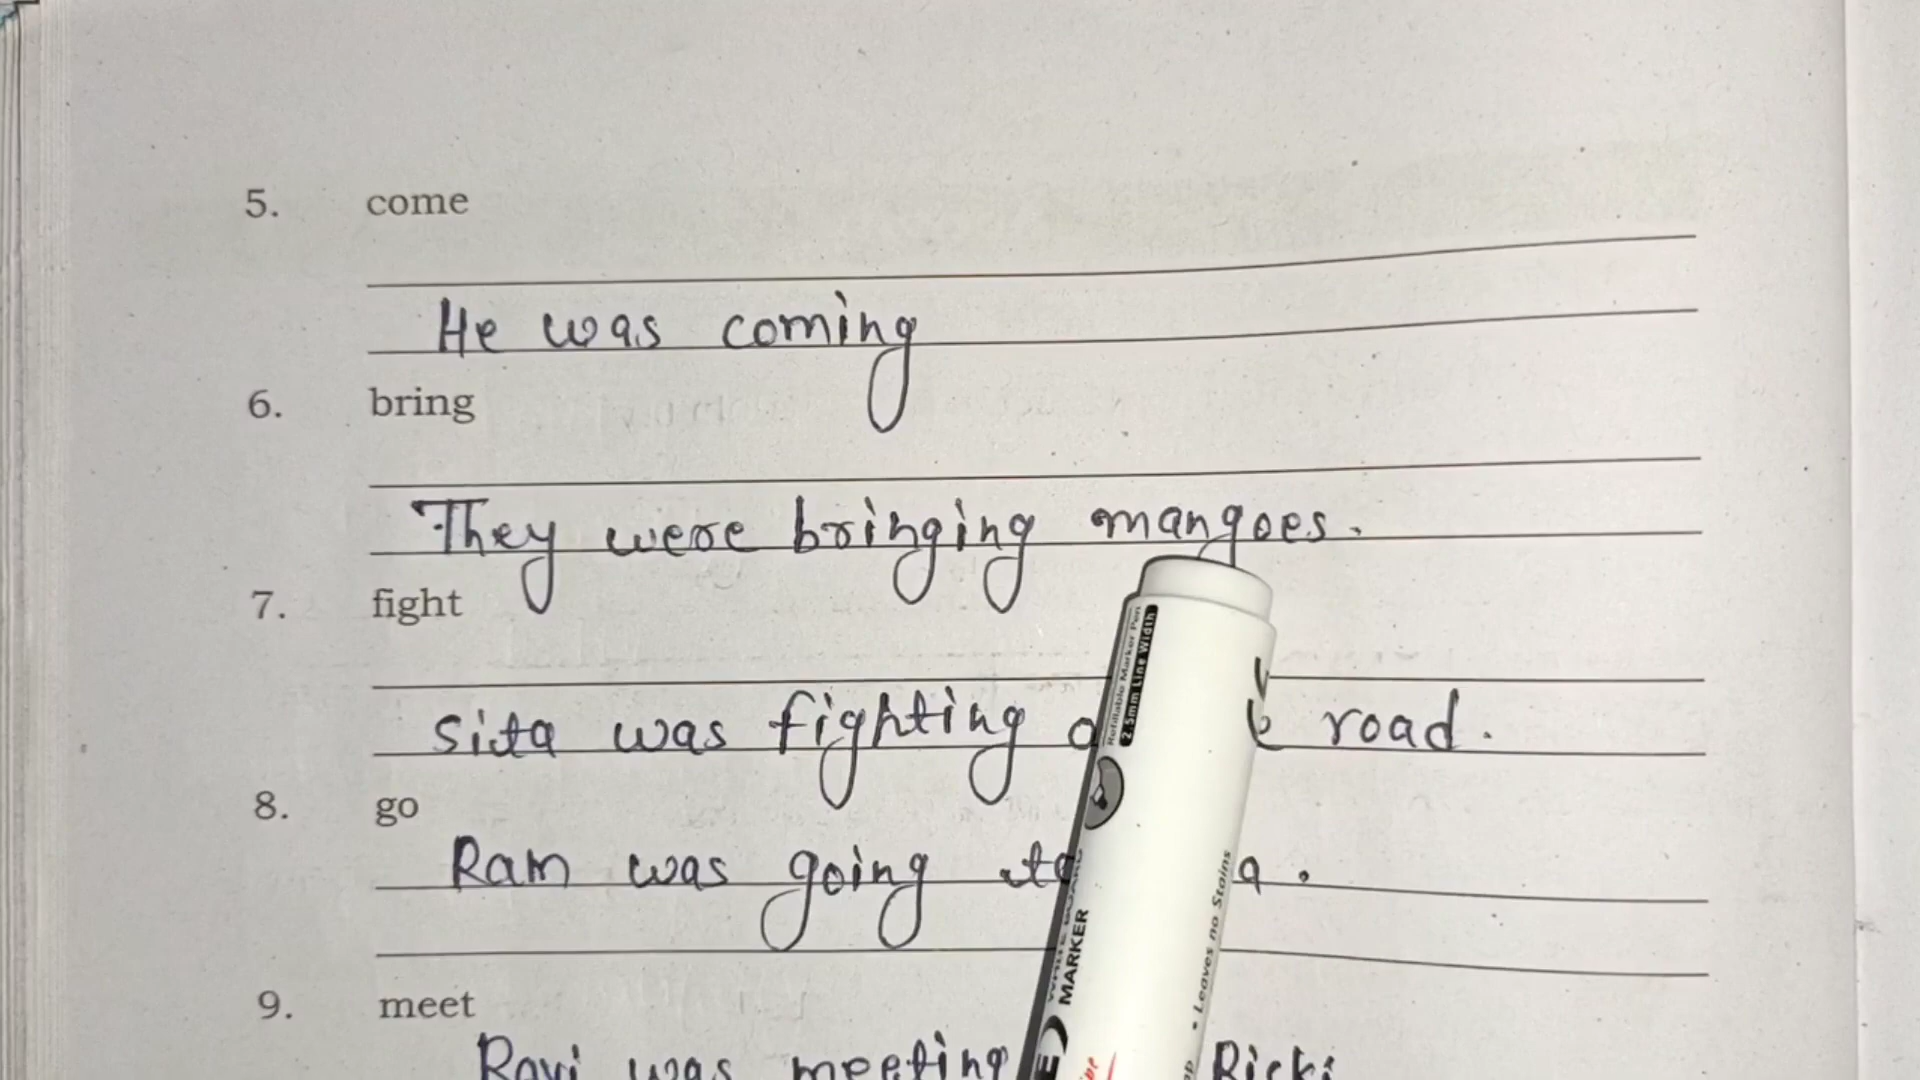 5. come
He was coming
6. bring
They were bringing mangoes.
7. fight
Sita was fighting road.
8. go
Ram was going
9. meet
Ravi was meeting Ricki
Refillable Marker Pen
2.5mm Line Width
MARKER
• Leaves no Stains